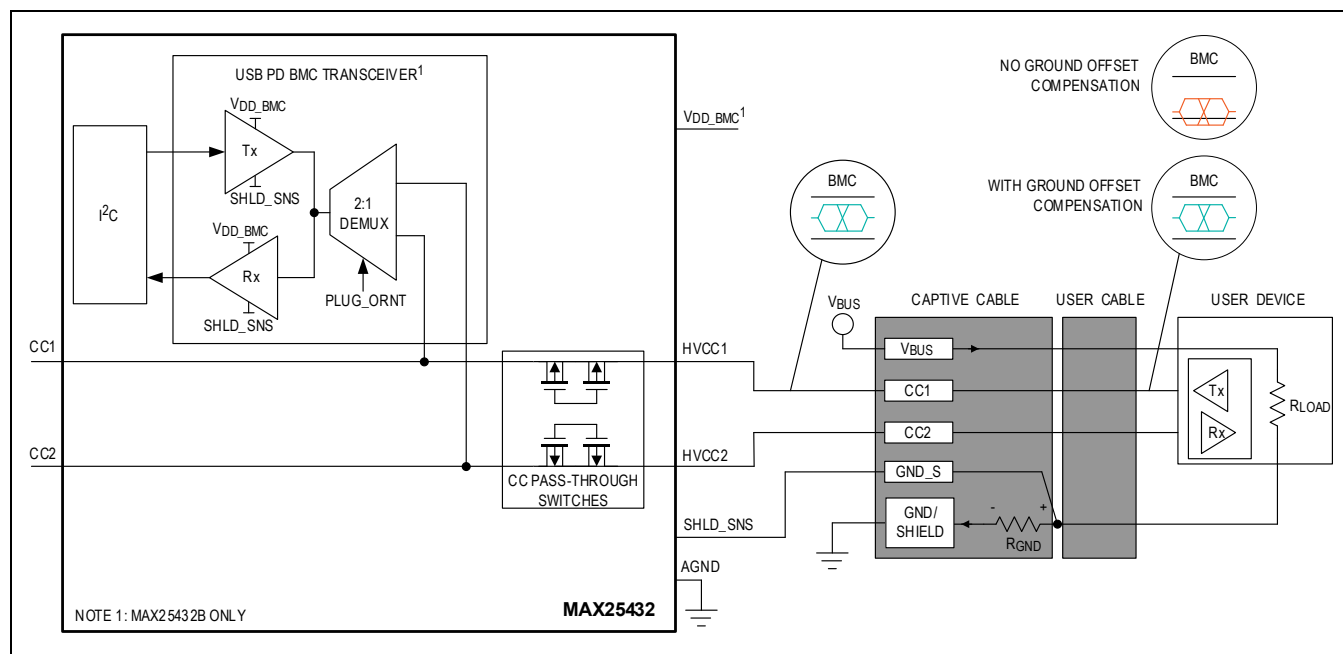 USB PD BMC TRANSCEIVER1
VDD_BMC
Tx
SHLD_SNS
I2C
VDD_BMC
Rx
SHLD_SNS
2:1
DEMUX
PLUG_ORNT
VDD_BMC1
CC1
CC2
CC PASS-THROUGH
SWITCHES
HVCC1
HVCC2
SHLD_SNS
AGND
NOTE 1: MAX25432B ONLY
MAX25432
NO GROUND OFFSET
COMPENSATION
BMC
WITH GROUND OFFSET
COMPENSATION
BMC
BMC
VBUS
CAPTIVE CABLE
USER CABLE
USER DEVICE
VBUS
CC1
CC2
GND_S
GND/
SHIELD
- +
RGND
Tx
Rx
RLOAD